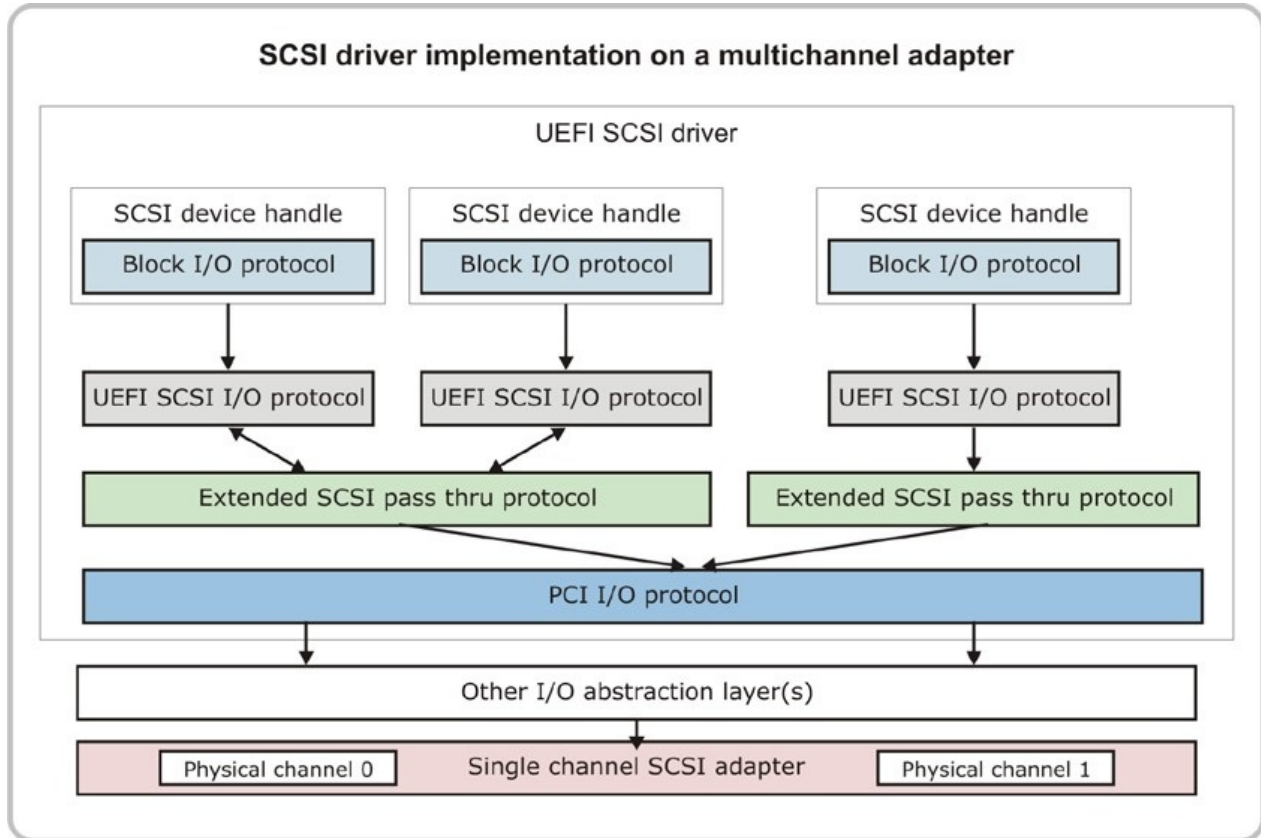 SCSI driver implementation on a multichannel adapter
UEFI SCSI driver
SCSI device handle
SCSI device handle
SCSI device handle
Block I/O protocol
Block I/O protocol
Block I/O protocol
UEFI SCSI I/O protocol
UEFI SCSI I/O protocol
UEFI SCSI I/O protocol
Extended SCSI pass thru protocol
Extended SCSI pass thru protocol
PCI I/O protocol
Other I/O abstraction layer(s)
Physical channel 0
Single channel SCSI adapter
Physical channel 1